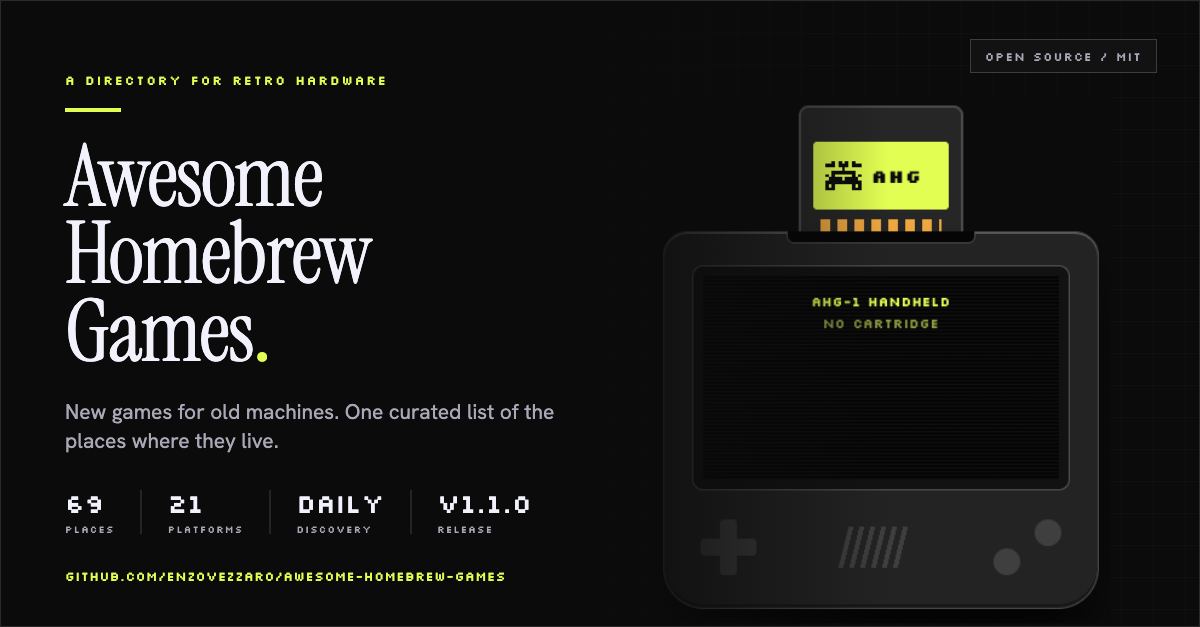 A DIRECTORY FOR RETRO HARDWARE
OPEN SOURCE / MIT
Awesome
Homebrew
Games.
New games for old machines. One curated list of the
places where they live.
69
PLACES
21
PLATFORMS
DAILY
DISCOVERY
V1.1.0
RELEASE
GITHUB.COM/ENZOVEZZARO/AWESOME-HOMEBREW-GAMES
AHG
AHG-1 HANDHELD
NO CARTRIDGE